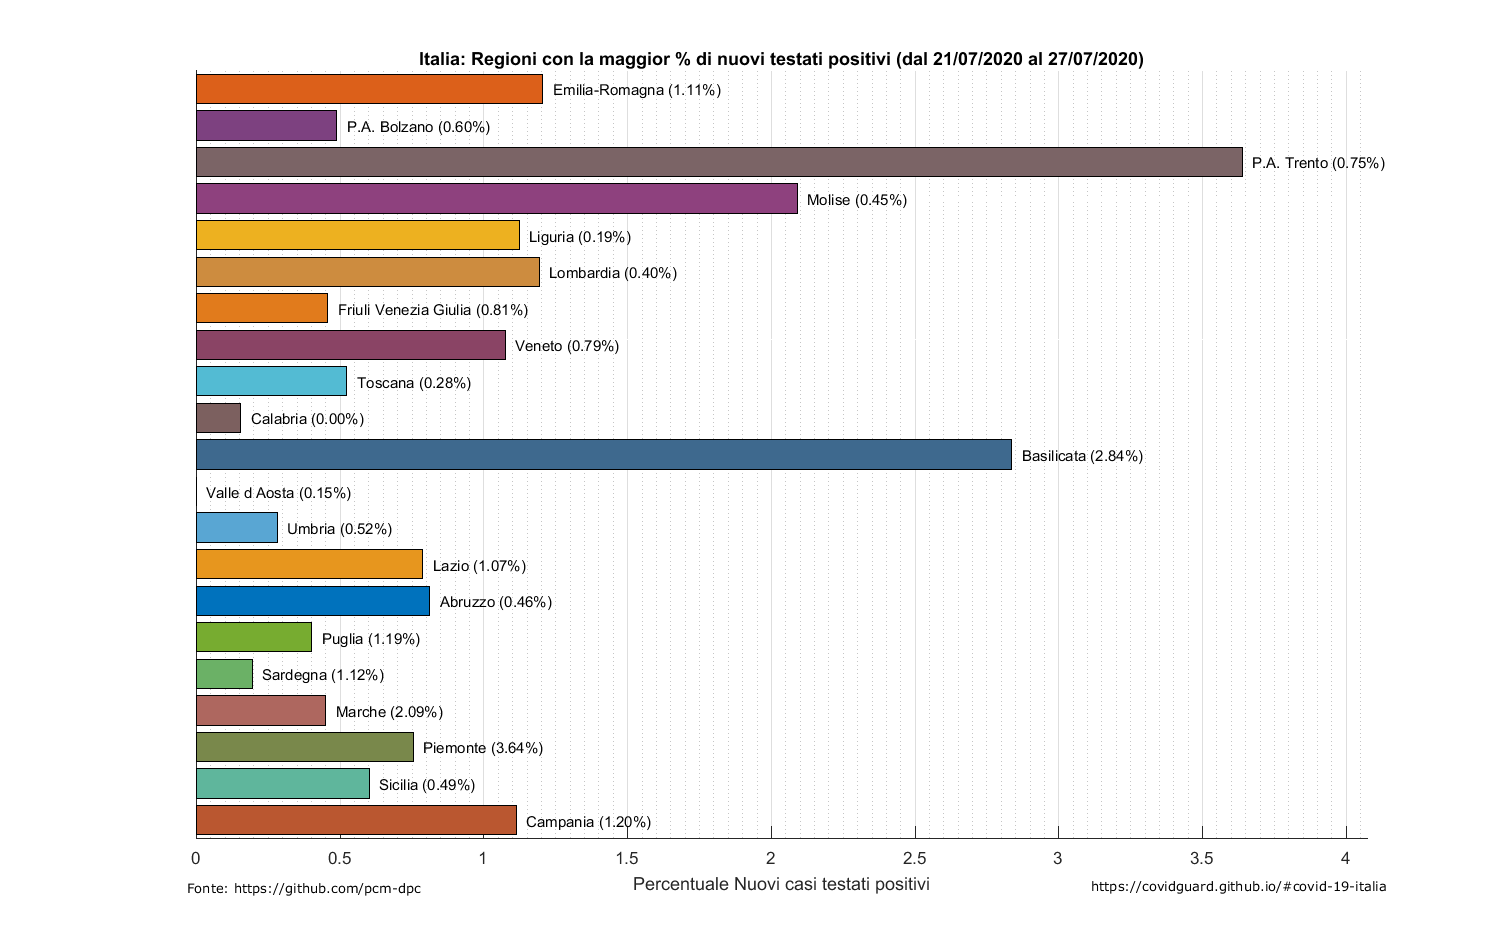 Italia: Regioni con la maggior % di nuovi testati positivi (dal 21/07/2020 al 27/07/2020)
Emilia-Romagna (1.11%)
P.A. Bolzano (0.60%)
P.A. Trento (0.75%)
Molise (0.45%)
Liguria (0.19%)
Lombardia (0.40%)
Friuli Venezia Giulia (0.81%)
Veneto (0.79%)
Toscana (0.28%)
Calabria (0.00%)
Basilicata (2.84%)
Valle d Aosta (0.15%)
Umbria (0.52%)
Lazio (1.07%)
Abruzzo (0.46%)
Puglia (1.19%)
Sardegna (1.12%)
Marche (2.09%)
Piemonte (3.64%)
Sicilia (0.49%)
Campania (1.20%)
0 0.5 1 1.5 2 2.5 3 3.5 4
Percentuale Nuovi casi testati positivi
Fonte: https://github.com/pcm-dpc
https://covidguard.github.io/#covid-19-italia